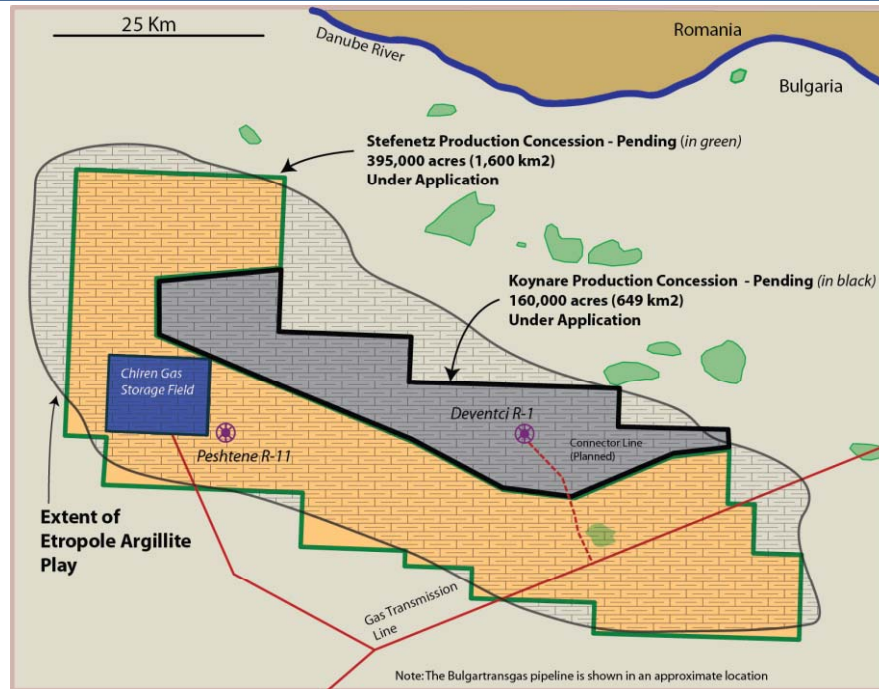 25 Km
Romania
Danube River
Bulgaria
Stefenetz Production Concession - Pending (in green)
395,000 acres (1,600 km2)
Under Application
Koynare Production Concession - Pending (in black)
160,000 acres (649 km2)
Under Application
Chiren Gas
Storage Field
Deventci R-1
Connector Line
(Planned)
Peshtene R-11
Extent of
Etropole Argillite
Play
Gas Transmission
Line
Note: The Bulgartransgas pipeline is shown in an approximate location